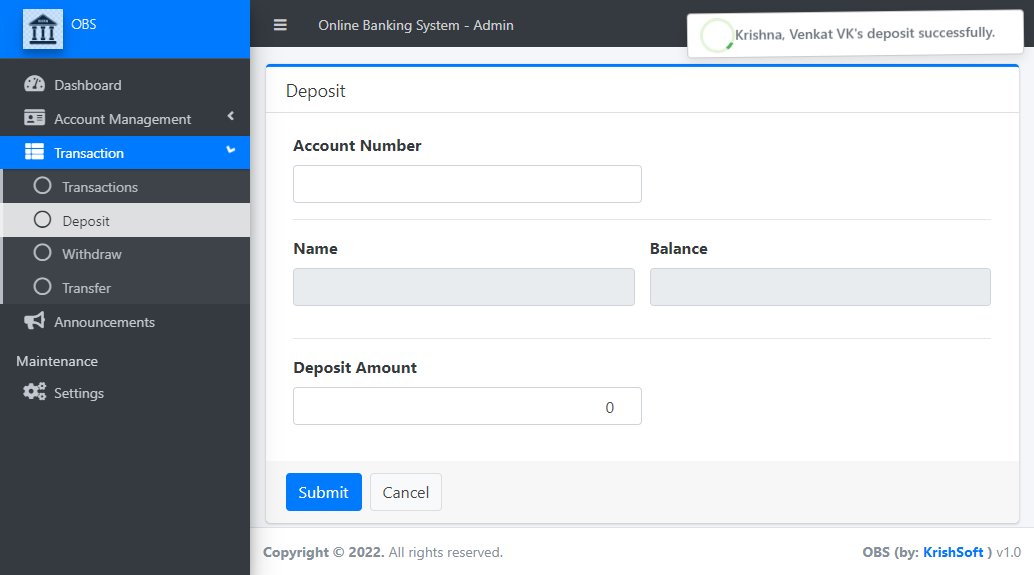 OBS
Online Banking System - Admin
Krishna, Venkat VK's deposit successfully.
Dashboard
Account Management
Transaction
Transactions
Deposit
Withdraw
Transfer
Announcements
Maintenance
Settings
Deposit
Account Number
Name
Balance
Deposit Amount
0
Submit
Cancel
Copyright © 2022. All rights reserved.
OBS (by: KrishSoft ) v1.0